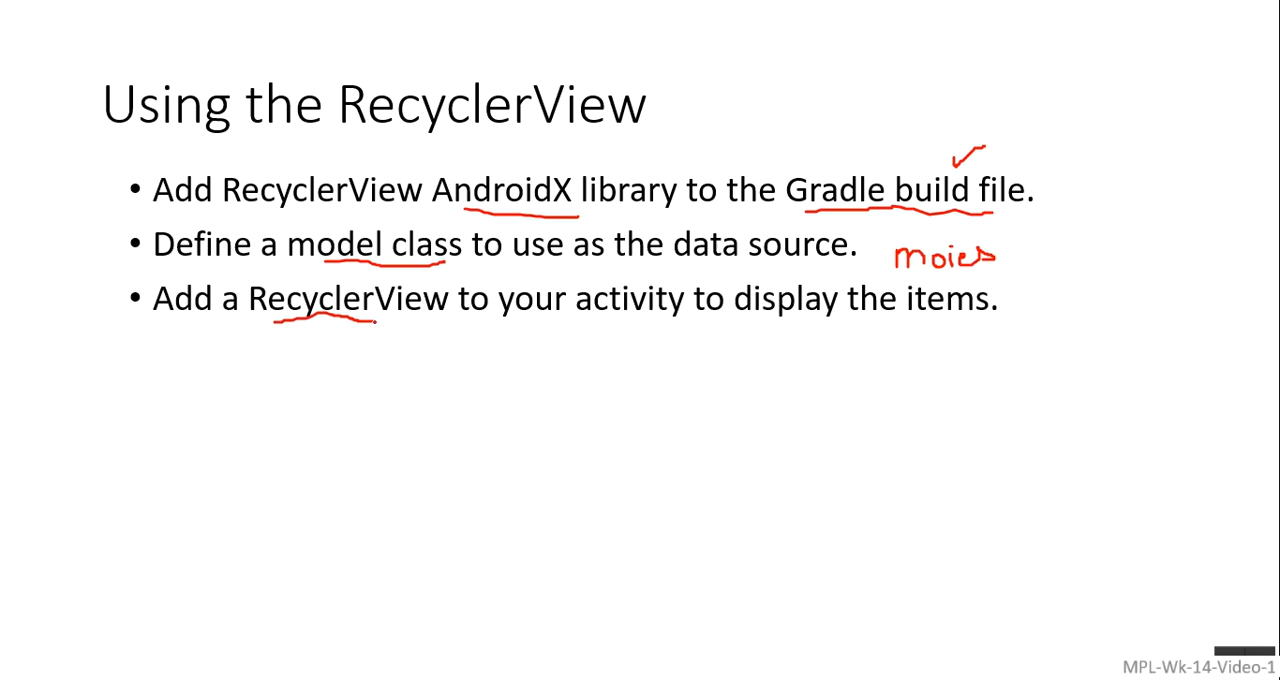 Using the RecyclerView
• Add RecyclerView AndroidX library to the Gradle build file.
• Define a model class to use as the data source. moies
• Add a RecyclerView to your activity to display the items.
MPL-Wk-14-Video-1